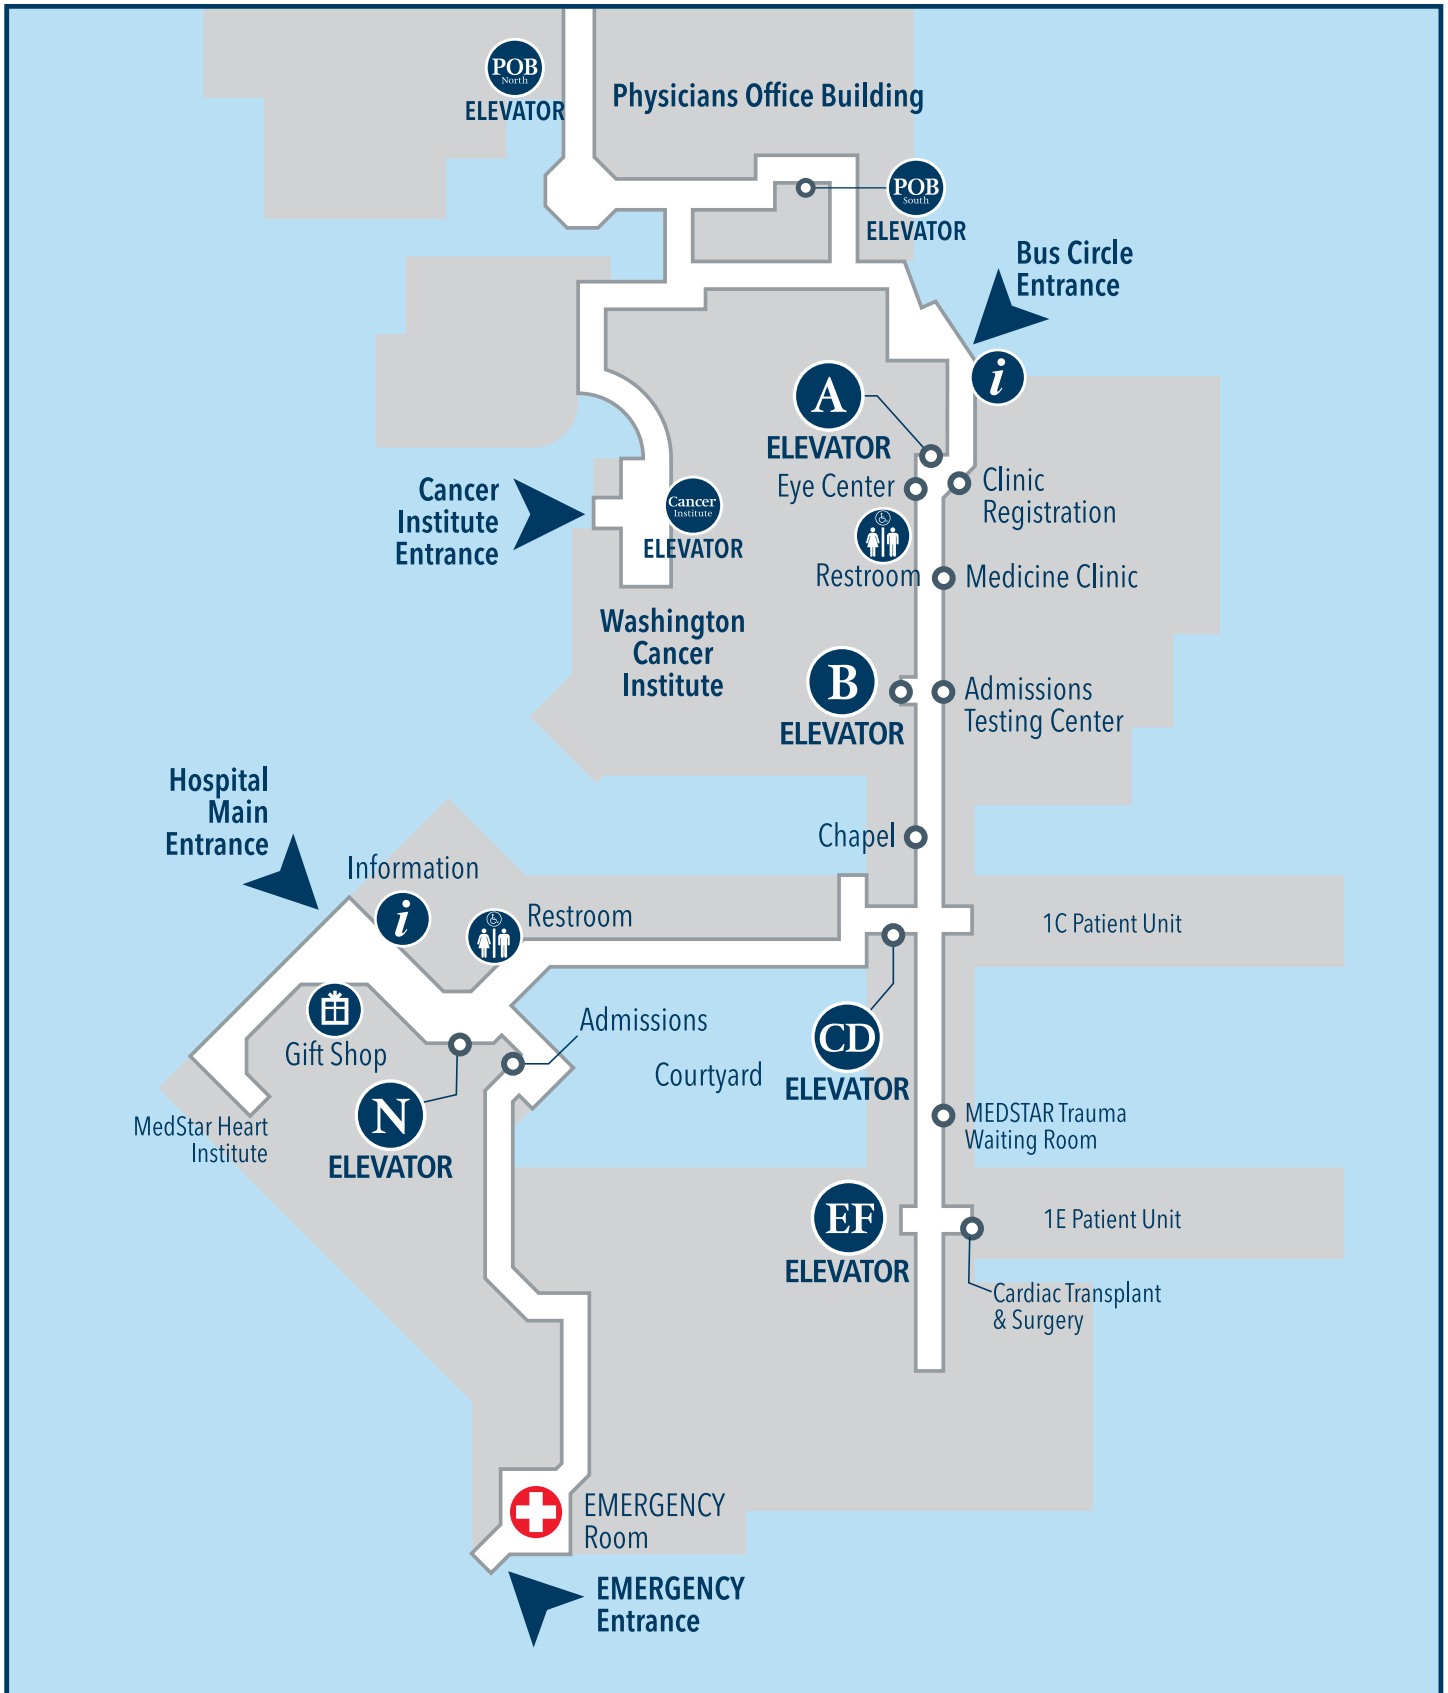 POB
North
ELEVATOR
Physicians Office Building
POB
South
ELEVATOR
Bus Circle
Entrance
i
A
ELEVATOR
Eye Center
Clinic
Registration
Cancer
Institute
Entrance
Cancer
Institute
ELEVATOR
Restroom
Medicine Clinic
Washington
Cancer
Institute
B
ELEVATOR
Admissions
Testing Center
Hospital
Main
Entrance
Chapel
Information
i
Restroom
1C Patient Unit
Gift Shop
Admissions
CD
ELEVATOR
Courtyard
MedStar Heart
Institute
N
ELEVATOR
MEDSTAR Trauma
Waiting Room
EF
ELEVATOR
1E Patient Unit
Cardiac Transplant
& Surgery
EMERGENCY
Room
EMERGENCY
Entrance